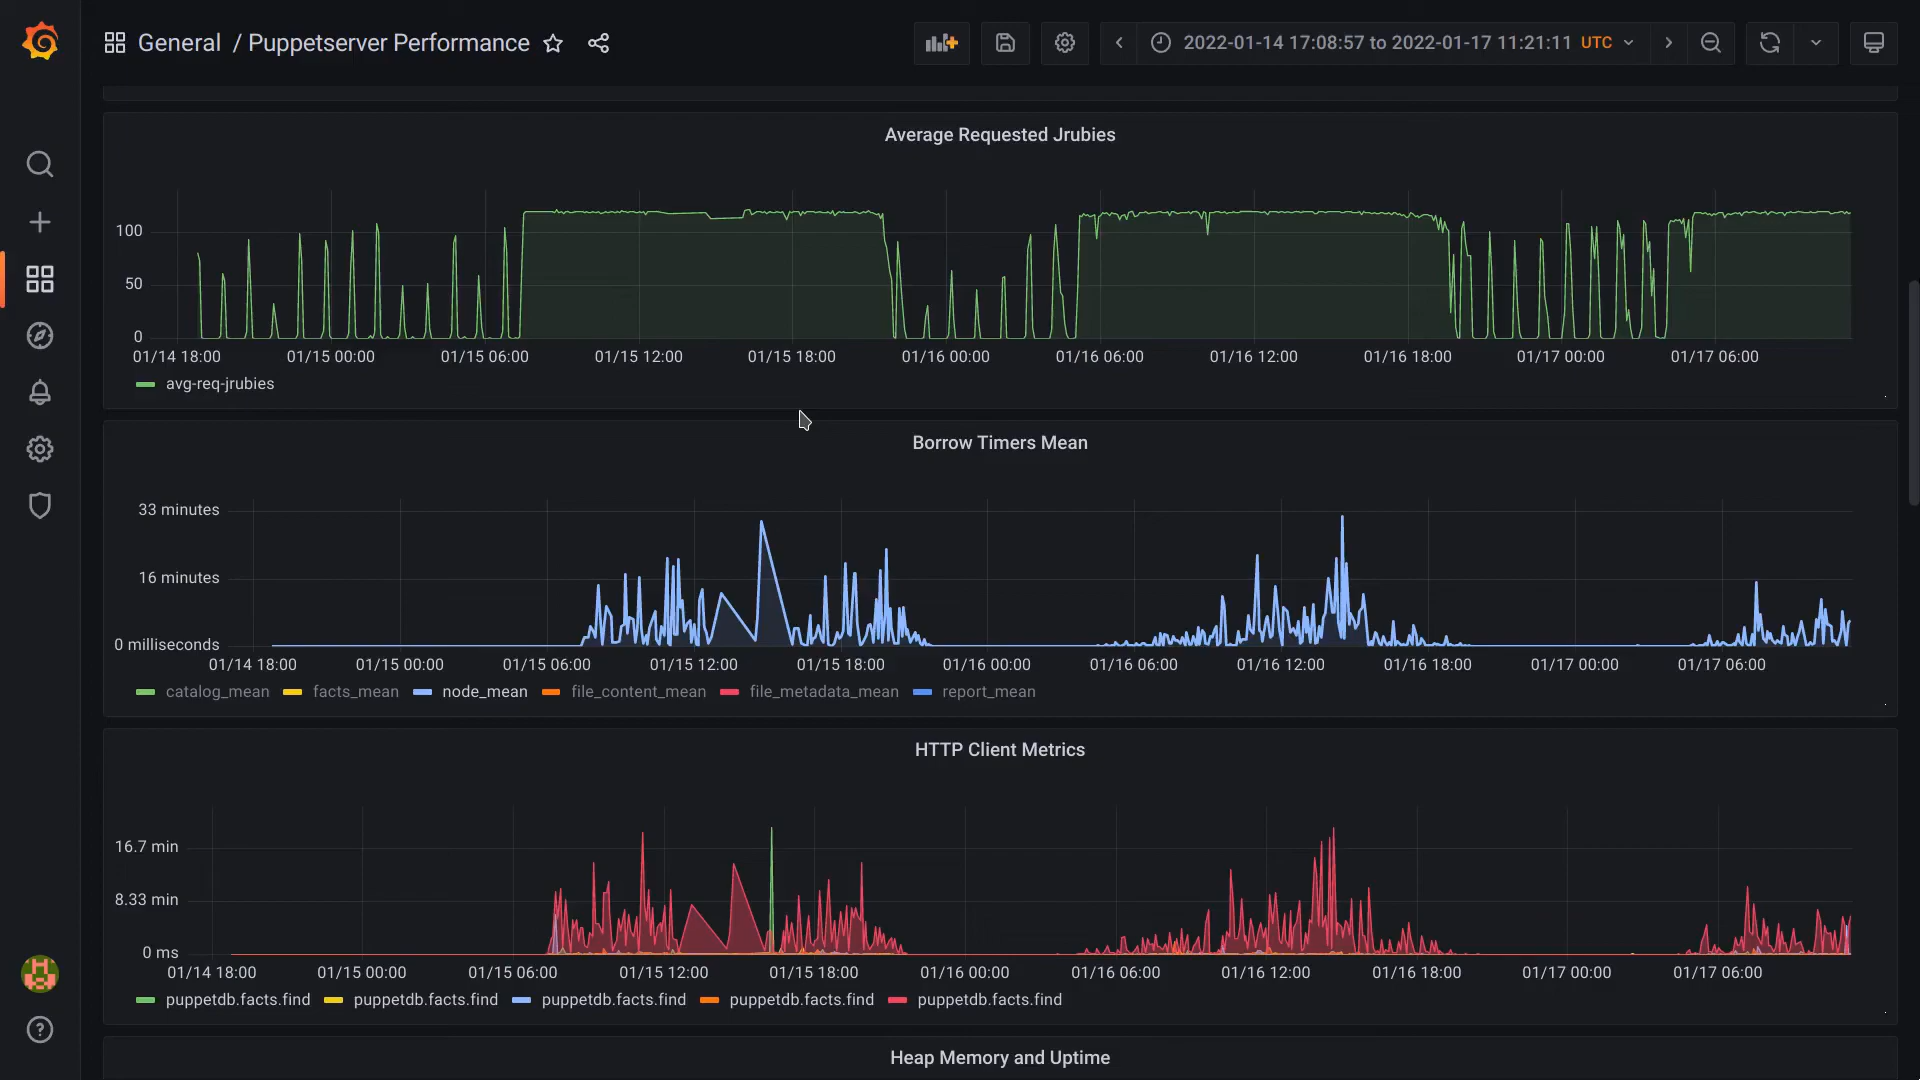 General / Puppetserver Performance
2022-01-14 17:08:57 to 2022-01-17 11:21:11 UTC
Average Requested Jrubies
100
50
0
01/14 18:00 01/15 00:00 01/15 06:00 01/15 12:00 01/15 18:00 01/16 00:00 01/16 06:00 01/16 12:00 01/16 18:00 01/17 00:00 01/17 06:00
avg-req-jrubies
Borrow Timers Mean
33 minutes
16 minutes
0 milliseconds
01/14 18:00 01/15 00:00 01/15 06:00 01/15 12:00 01/15 18:00 01/16 00:00 01/16 06:00 01/16 12:00 01/16 18:00 01/17 00:00 01/17 06:00
catalog_mean facts_mean node_mean file_content_mean file_metadata_mean report_mean
HTTP Client Metrics
16.7 min
8.33 min
0 ms
01/14 18:00 01/15 00:00 01/15 06:00 01/15 12:00 01/15 18:00 01/16 00:00 01/16 06:00 01/16 12:00 01/16 18:00 01/17 00:00 01/17 06:00
puppetdb.facts.find puppetdb.facts.find puppetdb.facts.find puppetdb.facts.find puppetdb.facts.find
Heap Memory and Uptime